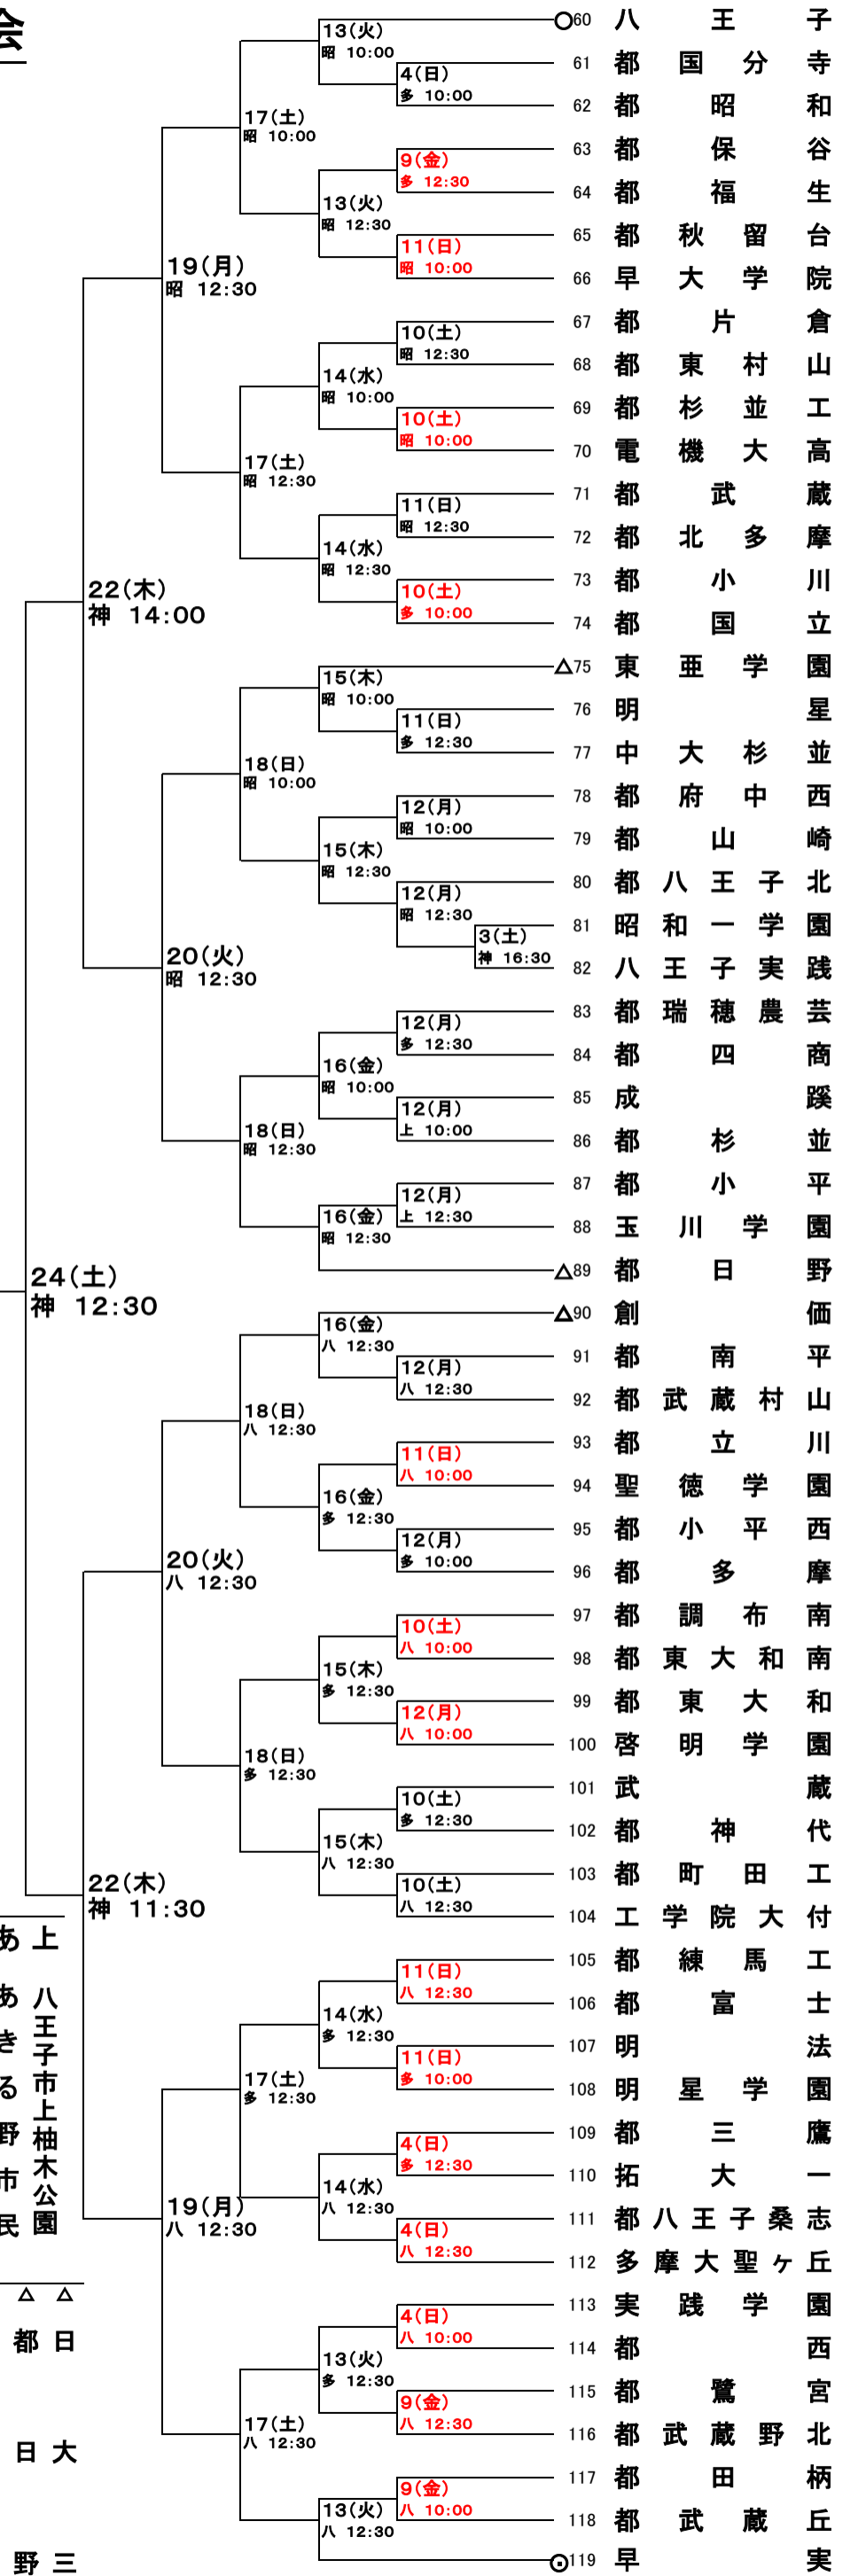 会
○60 八王子
13(火)
昭 10:00
61 都国分寺
4(日)
多 10:00
62 都昭和
17(土)
昭 10:00
63 都保谷
9(金)
多 12:30
64 都福生
13(火)
昭 12:30
65 都秋留台
11(日)
昭 10:00
66 早大学院
19(月)
昭 12:30
67 都片倉
10(土)
昭 12:30
68 都東村山
14(水)
昭 10:00
69 都杉並工
10(土)
昭 10:00
70 電機大高
17(土)
昭 12:30
71 都武蔵
11(日)
昭 12:30
72 都北多摩
14(水)
昭 12:30
73 都小川
10(土)
多 10:00
74 都国立
22(木)
神 14:00
△75 東亜学園
15(木)
昭 10:00
76 明星
11(日)
多 12:30
77 中大杉並
18(日)
昭 10:00
78 都府中西
12(月)
昭 10:00
79 都山崎
15(木)
昭 12:30
80 都八王子北
12(月)
昭 12:30
81 昭和一学園
3(土)
神 16:30
82 八王子実践
20(火)
昭 12:30
83 都瑞穂農芸
12(月)
多 12:30
84 都四商
16(金)
昭 10:00
85 成蹊
12(月)
上 10:00
86 都杉並
18(日)
昭 12:30
87 都小平
12(月)
上 12:30
88 玉川学園
16(金)
昭 12:30
△89 都日野
24(土)
神 12:30
△90 創価
16(金)
八 12:30
91 都南平
12(月)
八 12:30
92 都武蔵村山
18(日)
八 12:30
93 都立川
11(日)
八 10:00
94 聖徳学園
16(金)
多 12:30
95 都小平西
12(月)
多 10:00
96 都多摩
20(火)
八 12:30
97 都調布南
10(土)
八 10:00
98 都東大和南
15(木)
多 12:30
99 都東大和
12(月)
八 10:00
100 啓明学園
18(日)
多 12:30
101 武蔵
10(土)
多 12:30
102 都神代
15(木)
八 12:30
103 都町田工
10(土)
八 12:30
104 工学院大付
22(木)
神 11:30
105 都練馬工
11(日)
八 12:30
106 都富士
14(水)
多 12:30
107 明法
11(日)
多 10:00
108 明星学園
17(土)
多 12:30
109 都三鷹
4(日)
多 12:30
110 拓大一
14(水)
八 12:30
111 都八王子桑志
4(日)
八 12:30
112 多摩大聖ヶ丘
19(月)
八 12:30
113 実践学園
4(日)
八 10:00
114 都西
13(火)
多 12:30
115 都鷺宮
9(金)
八 12:30
116 都武蔵野北
17(土)
八 12:30
117 都田柄
9(金)
八 10:00
118 都武蔵丘
13(火)
八 12:30
⊙119 早実
上 八王子市上柚木公園
あ あきる野市民
△ 日大三
△ 都日野